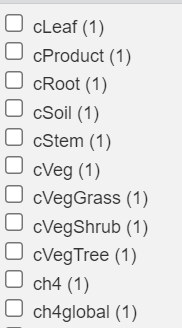 cLeaf (1)
cProduct (1)
cRoot (1)
cSoil (1)
cStem (1)
cVeg (1)
cVegGrass (1)
cVegShrub (1)
cVegTree (1)
ch4 (1)
ch4global (1)